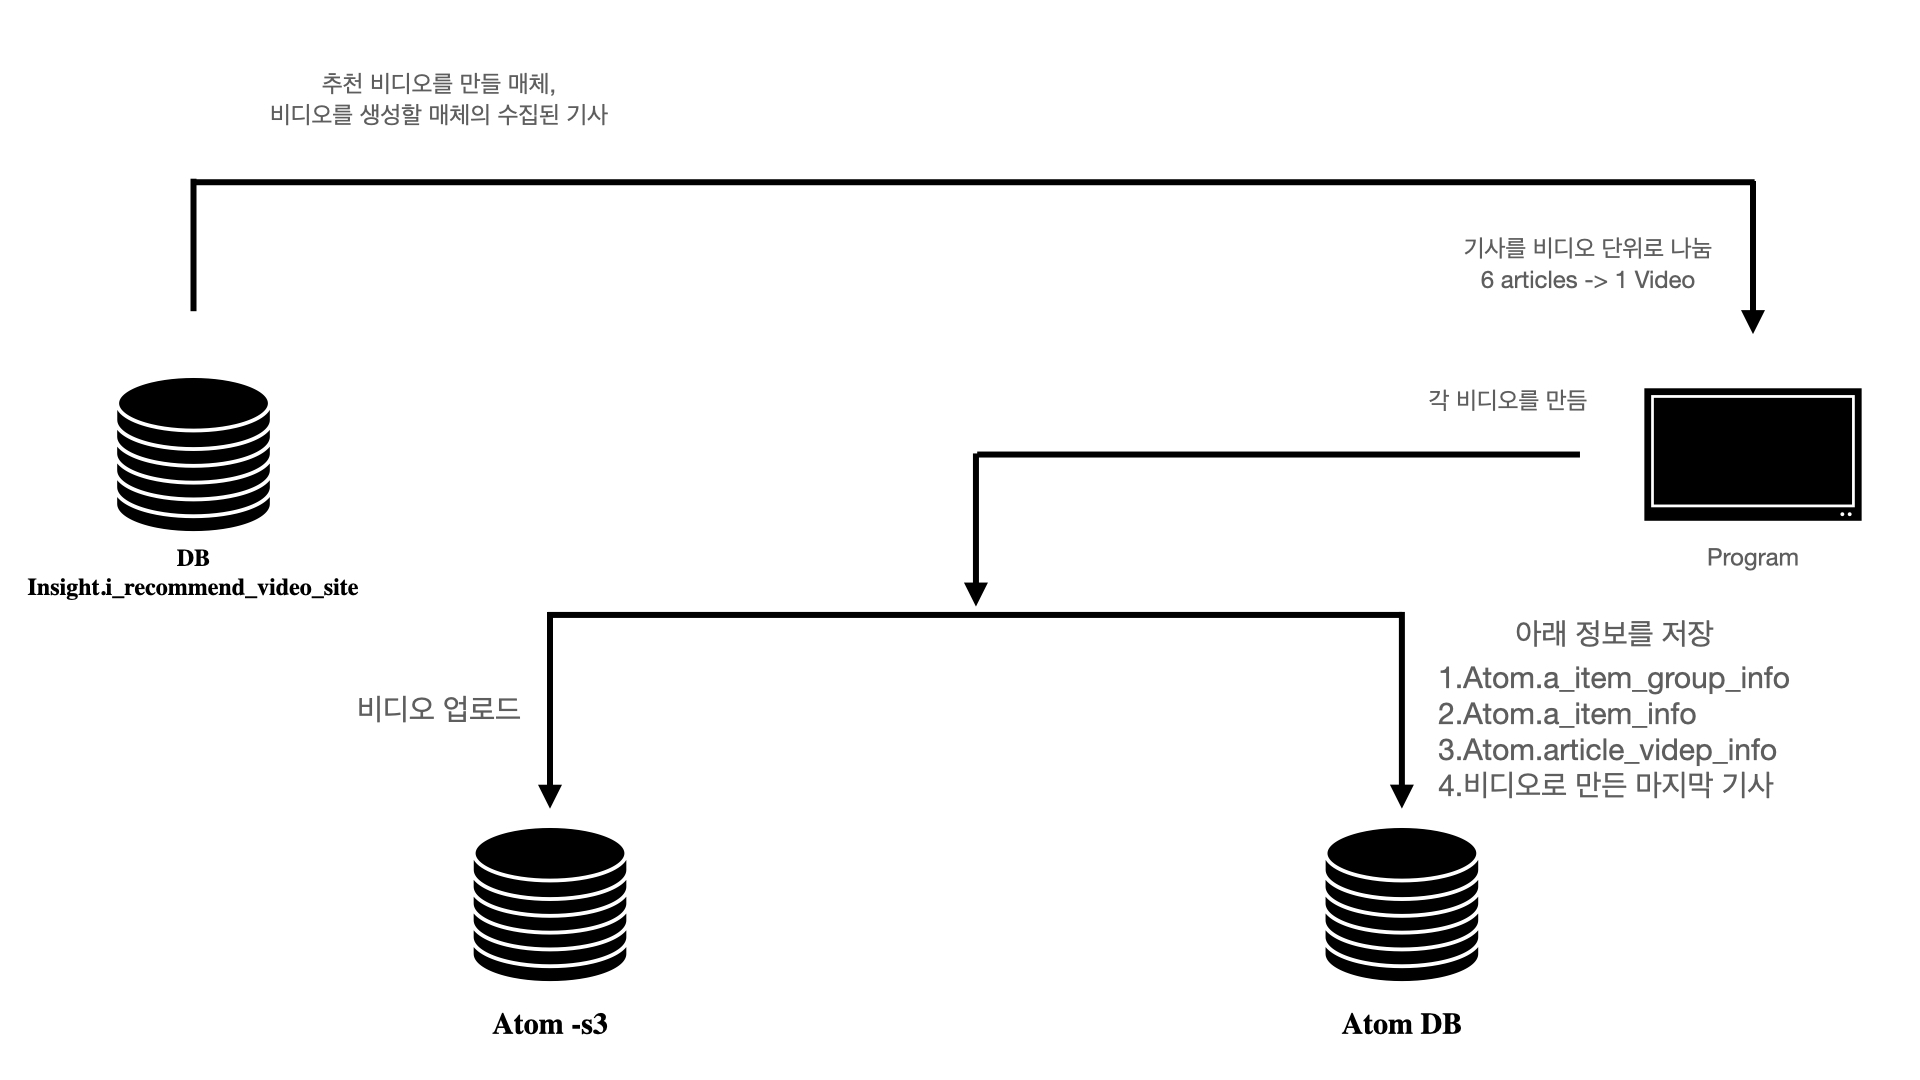 추천 비디오를 만들 매체,
비디오를 생성할 매체의 수집된 기사
기사를 비디오 단위로 나눔
6 articles -> 1 Video
각 비디오를 만듬
DB
Insight.i_recommend_video_site
Program
아래 정보를 저장
1.Atom.a_item_group_info
2.Atom.a_item_info
3.Atom.article_videp_info
4.비디오로 만든 마지막 기사
비디오 업로드
Atom -s3
Atom DB